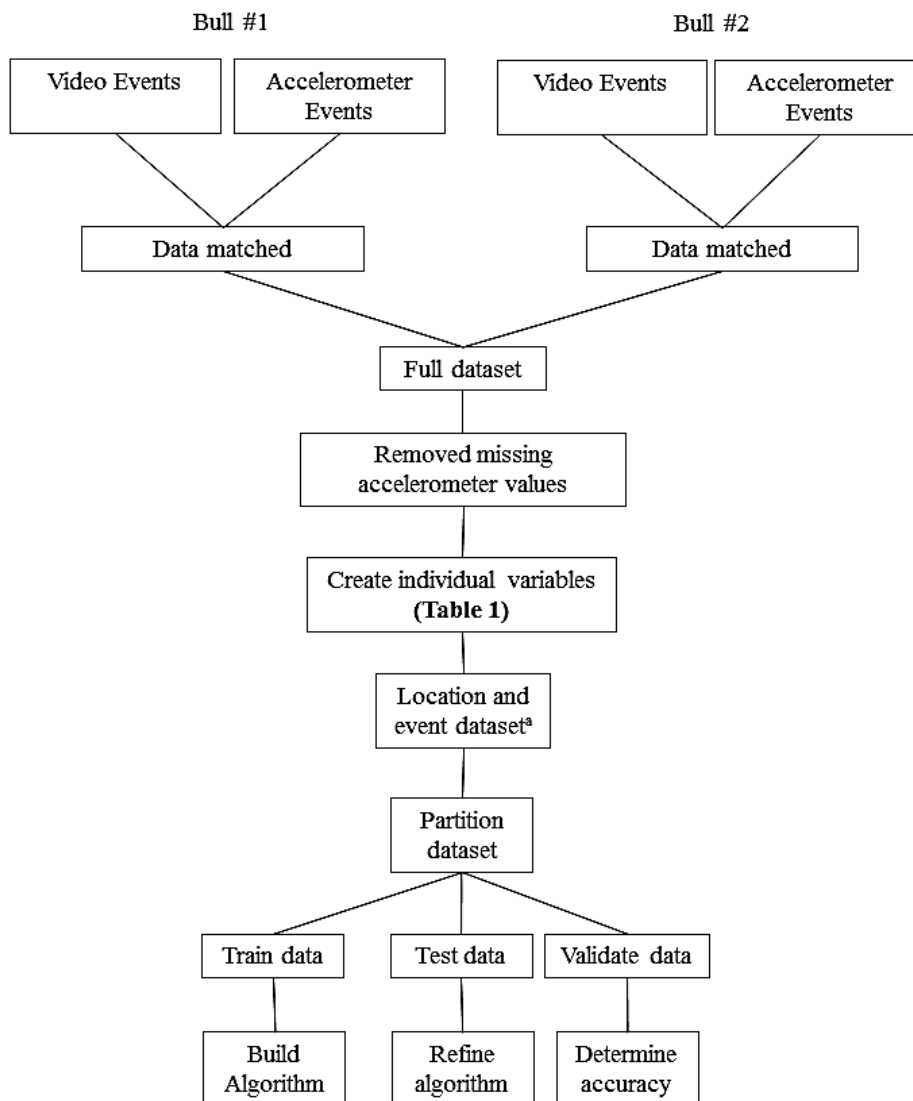 Bull #1
Bull #2
Video Events
Accelerometer
Events
Video Events
Accelerometer
Events
Data matched
Data matched
Full dataset
Removed missing
accelerometer values
Create individual variables
(Table 1)
Location and
event datasetᵃ
Partition
dataset
Train data
Test data
Validate data
Build
Algorithm
Refine
algorithm
Determine
accuracy